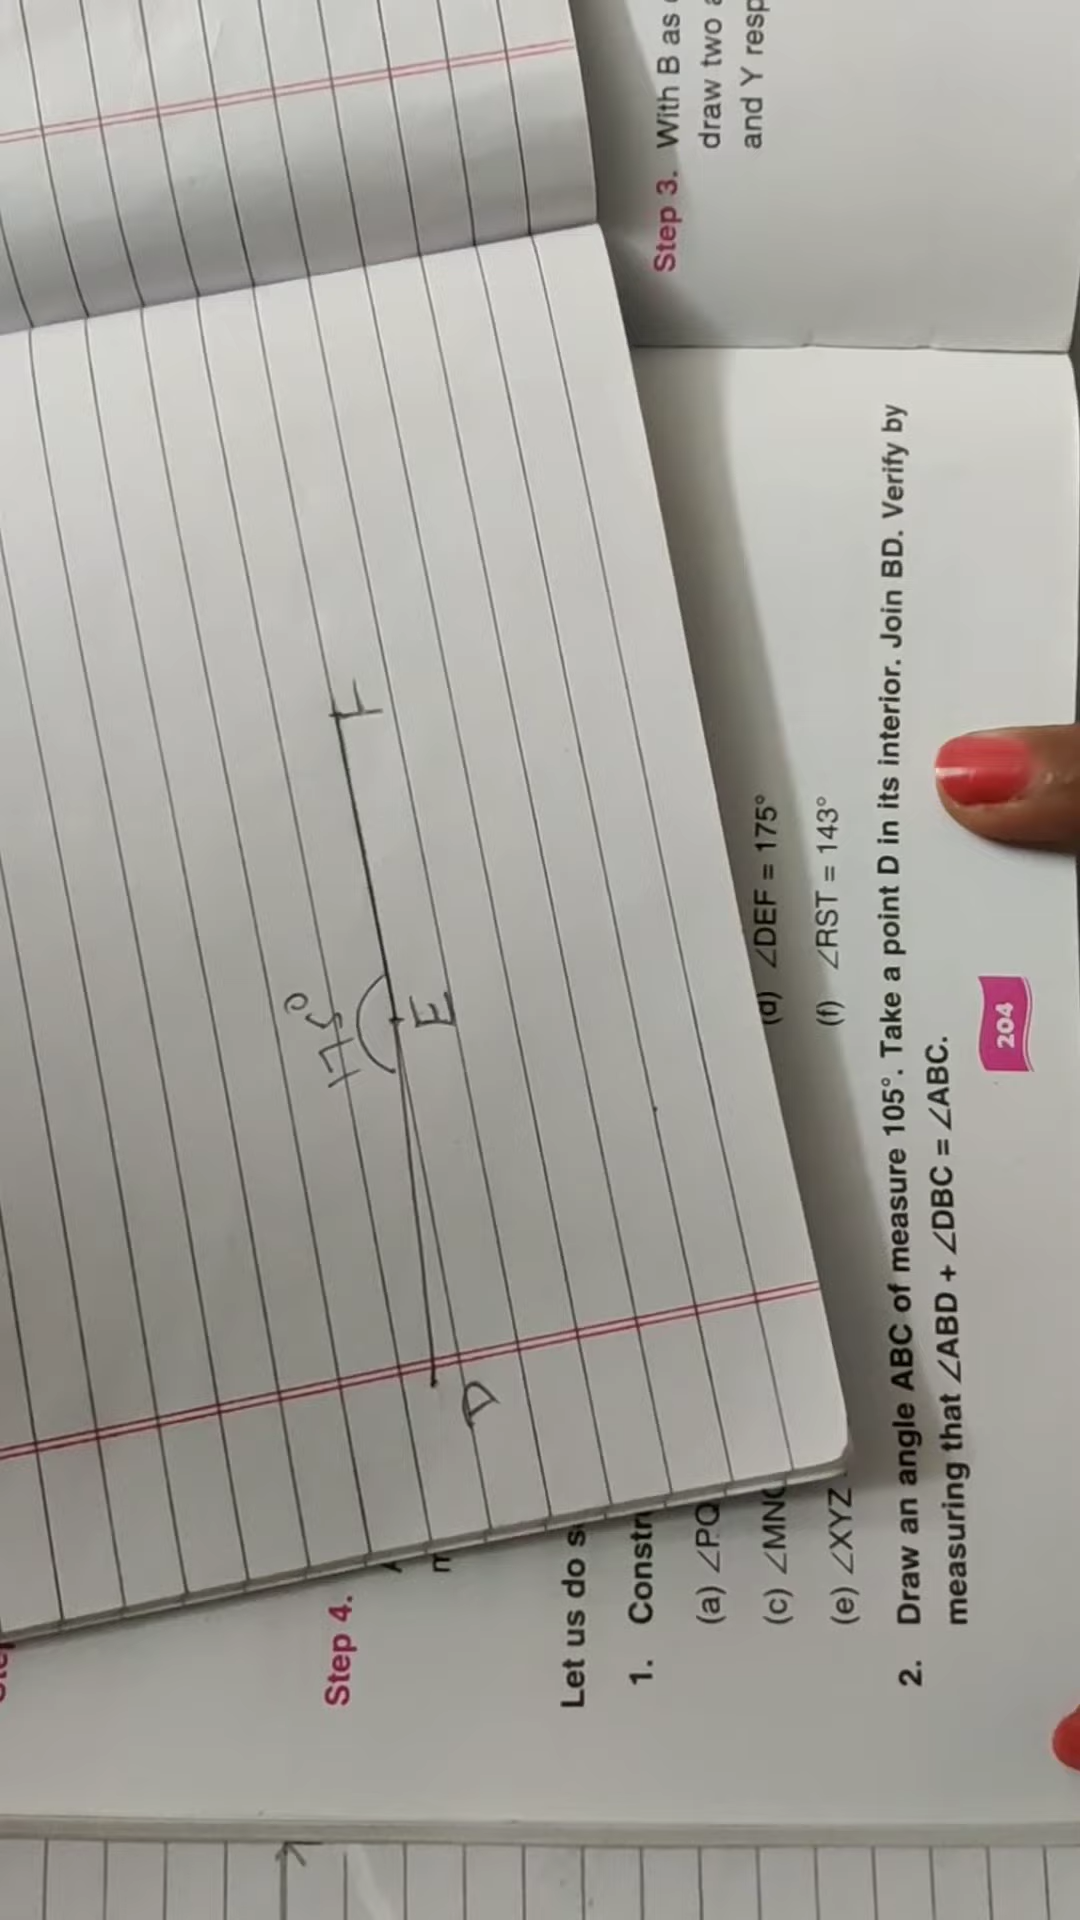 175°
D
E
F
Step 3. With B as
draw two
and Y resp
Step 4.
Let us do s
1. Constr
(a) ∠PQ
(c) ∠MN
(d) ∠DEF = 175°
(e) ∠XYZ
(f) ∠RST = 143°
2. Draw an angle ABC of measure 105°. Take a point D in its interior. Join BD. Verify by
measuring that ∠ABD + ∠DBC = ∠ABC.
204